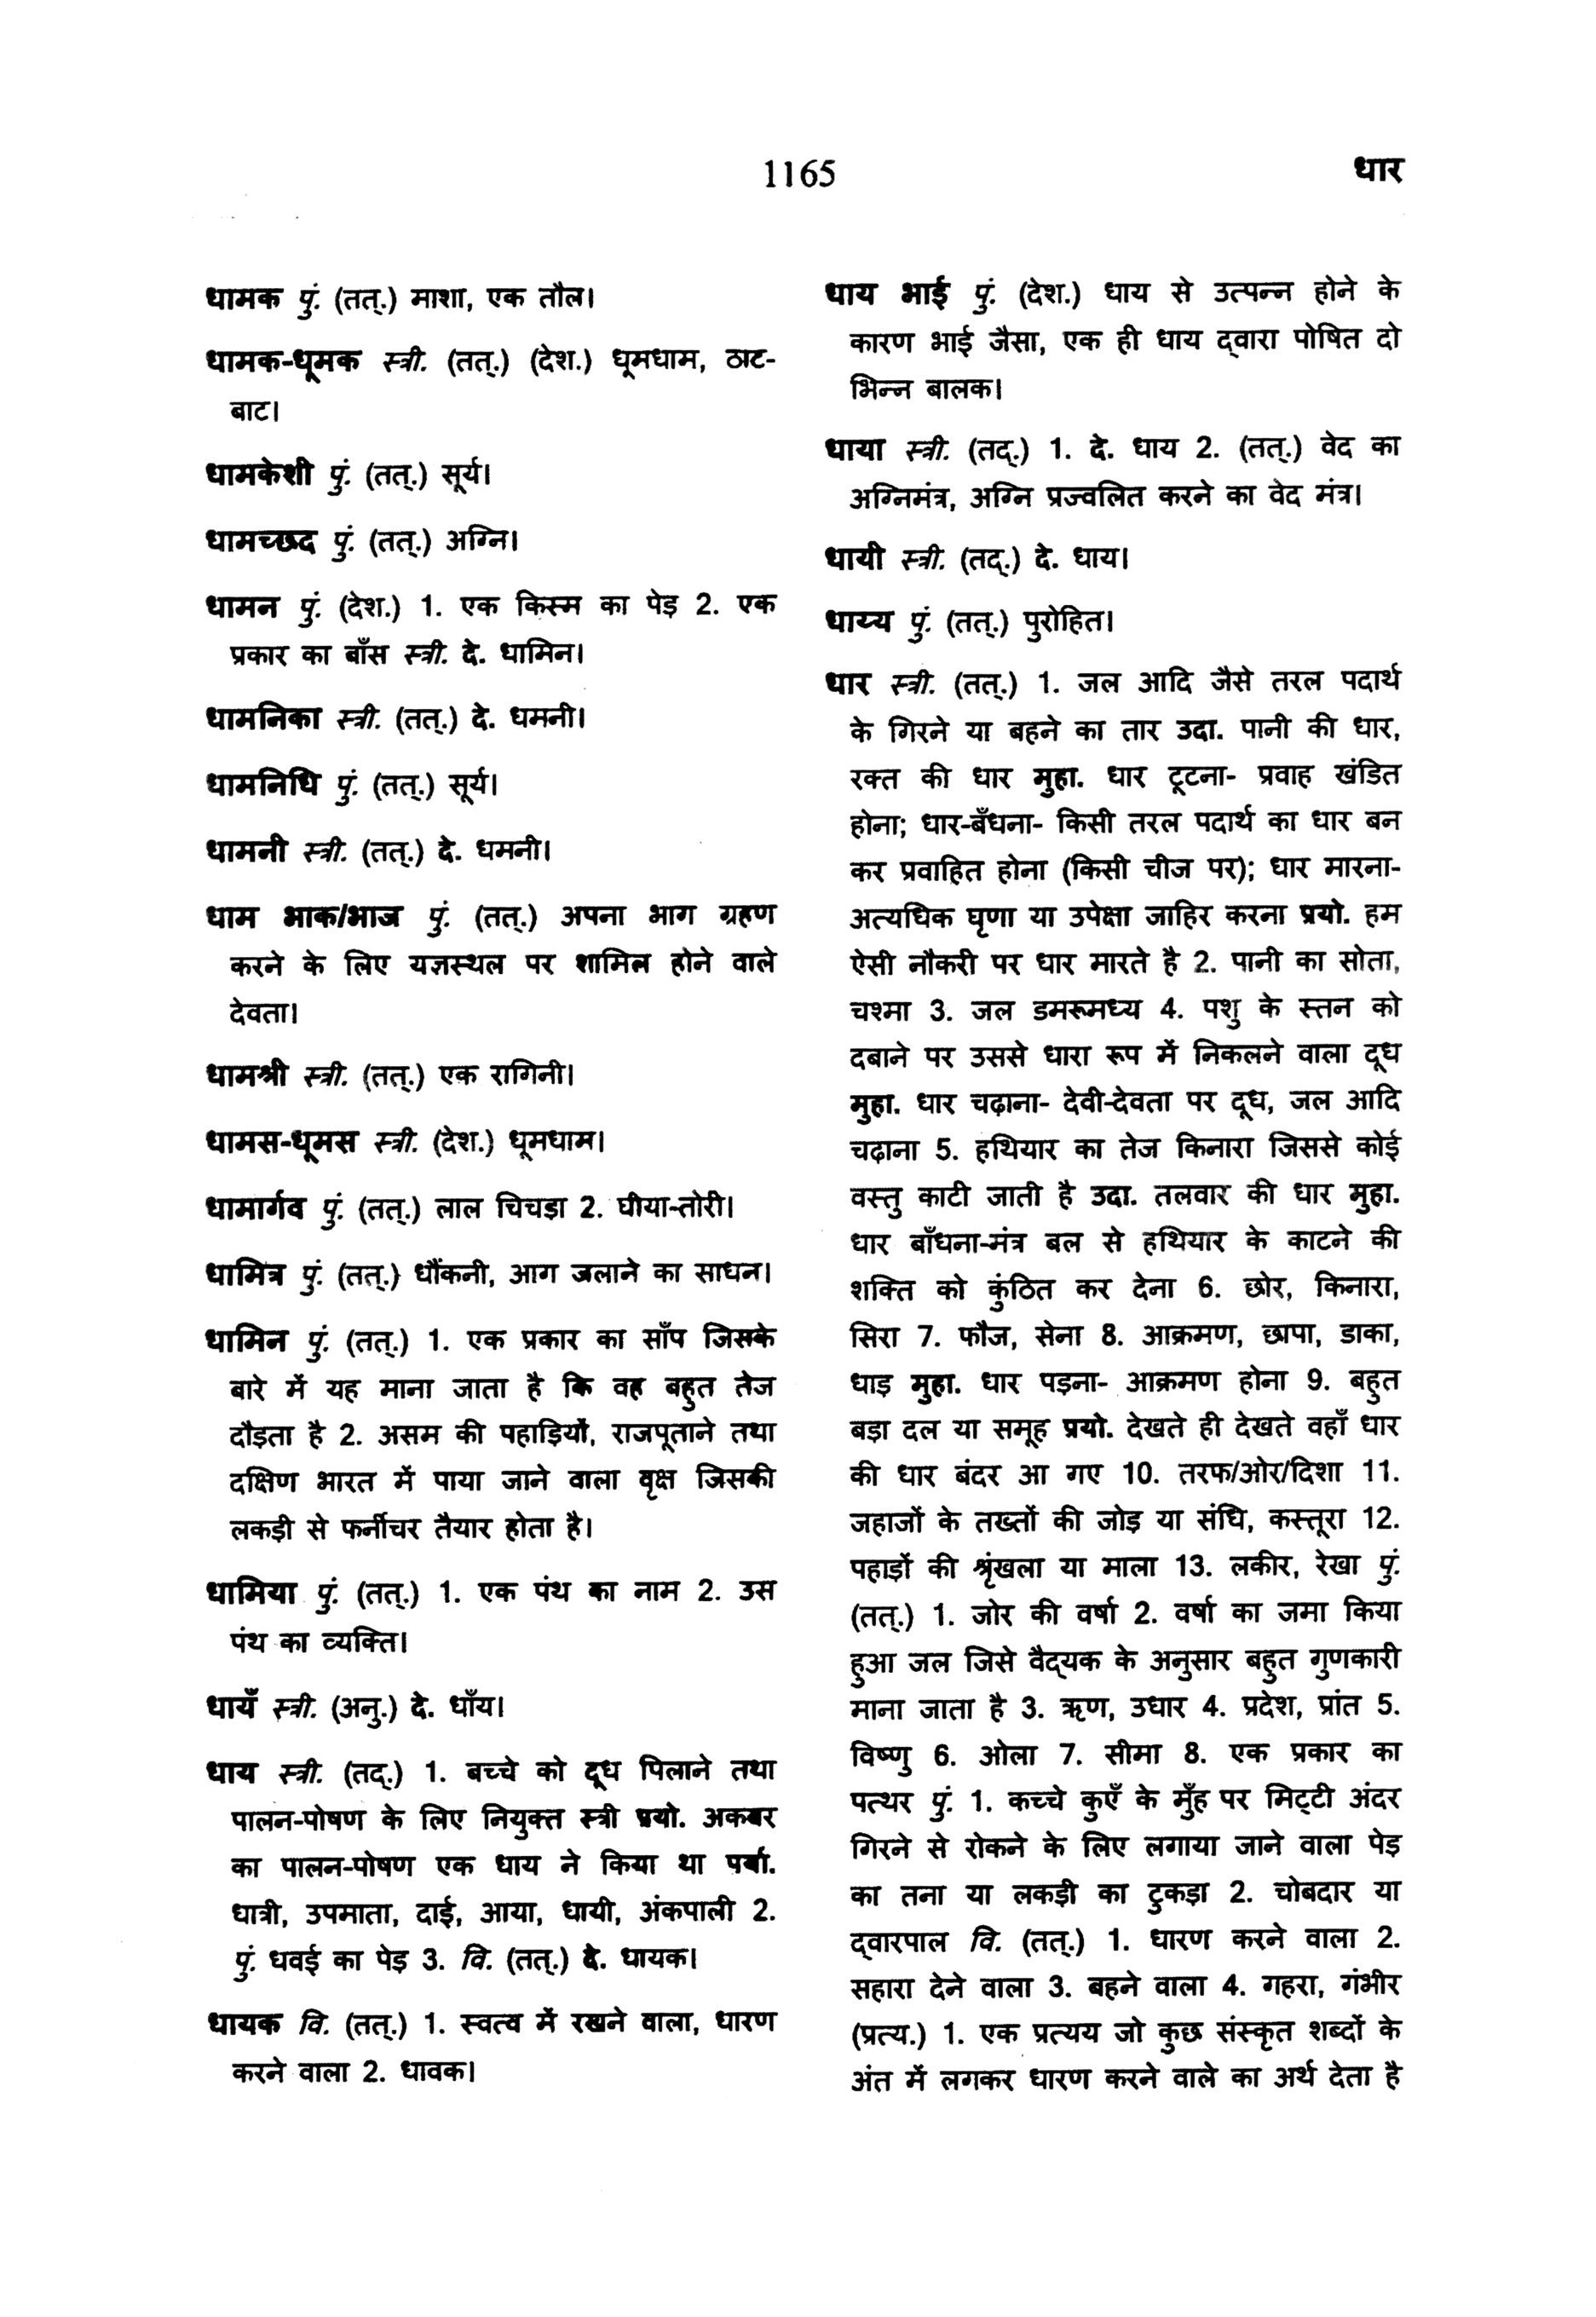 1165
धार
धामक पुं. (तत्.) माशा, एक तौल।
धामक-धूमक स्त्री. (तत्.) (देश.) धूमधाम, ठाट-
बाट।
धामकेशी पुं. (तत्.) सूर्य।
धामच्छद पुं. (तत्.) अग्नि।
धामन पुं. (देश.) 1. एक किस्म का पेड़ 2. एक
प्रकार का बाँस स्त्री. दे. धामिन।
धामनिका स्त्री. (तत्.) दे. धमनी।
धामनिधि पुं. (तत्.) सूर्य।
धामनी स्त्री. (तत्.) दे. धमनी।
धाम भाक/भाज पुं. (तत्.) अपना भाग ग्रहण
करने के लिए यज्ञस्थल पर शामिल होने वाले
देवता।
धामश्री स्त्री. (तत्.) एक रागिनी।
धामस-धूमस स्त्री. (देश.) धूमधाम।
धामार्गव पुं. (तत्.) लाल चिचड़ा 2. घीया-तोरी।
धामित्र पुं. (तत्.) धौंकनी, आग जलाने का साधन।
धामिन पुं. (तत्.) 1. एक प्रकार का साँप जिसके
बारे में यह माना जाता है कि वह बहुत तेज
दौड़ता है 2. असम की पहाड़ियों, राजपूताने तथा
दक्षिण भारत में पाया जाने वाला वृक्ष जिसकी
लकड़ी से फर्नीचर तैयार होता है।
धामिया पुं. (तत्.) 1. एक पंथ का नाम 2. उस
पंथ का व्यक्ति।
धायँ स्त्री. (अनु.) दे. धाँय।
धाय स्त्री. (तद्.) 1. बच्चे को दूध पिलाने तथा
पालन-पोषण के लिए नियुक्त स्त्री प्रयो. अकबर
का पालन-पोषण एक धाय ने किया था पर्या.
धात्री, उपमाता, दाई, आया, धायी, अंकपाली 2.
पुं. धवई का पेड़ 3. वि. (तत्.) दे. धायक।
धायक वि. (तत्.) 1. स्वत्व में रखने वाला, धारण
करने वाला 2. धावक।
धाय भाई पुं. (देश.) धाय से उत्पन्न होने के
कारण भाई जैसा, एक ही धाय द्‌वारा पोषित दो
भिन्न बालक।
धाया स्त्री. (तद्.) 1. दे. धाय 2. (तत्.) वेद का
अग्निमंत्र, अग्नि प्रज्वलित करने का वेद मंत्र।
धायी स्त्री. (तद्.) दे. धाय।
धाय्य पुं. (तत्.) पुरोहित।
धार स्त्री. (तत्.) 1. जल आदि जैसे तरल पदार्थ
के गिरने या बहने का तार उदा. पानी की धार,
रक्त की धार मुहा. धार टूटना- प्रवाह खंडित
होना; धार-बँधना- किसी तरल पदार्थ का धार बन
कर प्रवाहित होना (किसी चीज पर); धार मारना-
अत्यधिक घृणा या उपेक्षा जाहिर करना प्रयो. हम
ऐसी नौकरी पर धार मारते है 2. पानी का सोता,
चश्मा 3. जल डमरूमध्य 4. पशु के स्तन को
दबाने पर उससे धारा रूप में निकलने वाला दूध
मुहा. धार चढ़ाना- देवी-देवता पर दूध, जल आदि
चढ़ाना 5. हथियार का तेज किनारा जिससे कोई
वस्तु काटी जाती है उदा. तलवार की धार मुहा.
धार बाँधना-मंत्र बल से हथियार के काटने की
शक्ति को कुंठित कर देना 6. छोर, किनारा,
सिरा 7. फौज, सेना 8. आक्रमण, छापा, डाका,
धाड़ मुहा. धार पड़ना- आक्रमण होना 9. बहुत
बड़ा दल या समूह प्रयो. देखते ही देखते वहाँ धार
की धार बंदर आ गए 10. तरफ/ओर/दिशा 11.
जहाजों के तख्तों की जोड़ या संधि, कस्तूरा 12.
पहाड़ों की श्रृंखला या माला 13. लकीर, रेखा पुं.
(तत्.) 1. जोर की वर्षा 2. वर्षा का जमा किया
हुआ जल जिसे वैद्‌यक के अनुसार बहुत गुणकारी
माना जाता है 3. ऋण, उधार 4. प्रदेश, प्रांत 5.
विष्णु 6. ओला 7. सीमा 8. एक प्रकार का
पत्थर पुं. 1. कच्चे कुएँ के मुँह पर मिट्‌टी अंदर
गिरने से रोकने के लिए लगाया जाने वाला पेड़
का तना या लकड़ी का टुकड़ा 2. चोबदार या
द्‌वारपाल वि. (तत्.) 1. धारण करने वाला 2.
सहारा देने वाला 3. बहने वाला 4. गहरा, गंभीर
(प्रत्य.) 1. एक प्रत्यय जो कुछ संस्कृत शब्दों के
अंत में लगकर धारण करने वाले का अर्थ देता है